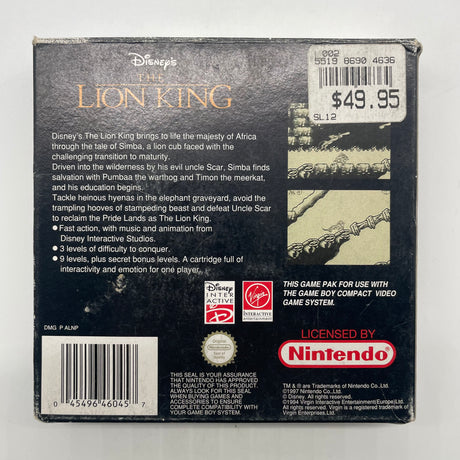 Disney's
THE
LION KING
002
5519 8690 4636
$49.95
SL12
Disney's The Lion King brings to life the majesty of Africa
through the tale of Simba, a lion cub faced with the
challenging transition to maturity.
Driven into the wilderness by his evil uncle Scar, Simba finds
salvation with Pumbaa the warthog and Timon the meerkat,
and his education begins.
Tackle heinous hyenas in the elephant graveyard, avoid the
trampling hooves of stampeding beast and defeat Uncle Scar
to reclaim the Pride Lands as The Lion King.
● Fast action, with music and animation from
Disney Interactive Studios.
● 3 levels of difficulty to conquer.
● 9 levels, plus secret bonus levels. A cartridge full of
interactivity and emotion for one player.
DISNEY
INTER
ACTIVE
Virgin
INTERACTIVE
THIS GAME PAK FOR USE WITH
THE GAME BOY COMPACT VIDEO
GAME SYSTEM.
DMG P ALNP
0 45496 46045 7
Original
Nintendo
Seal of
Quality
THIS SEAL IS YOUR ASSURANCE
THAT NINTENDO HAS APPROVED
THE QUALITY OF THIS PRODUCT.
ALWAYS LOOK FOR THIS SEAL
WHEN BUYING GAMES AND
ACCESSORIES TO ENSURE
COMPLETE COMPATIBILITY WITH
YOUR GAME BOY SYSTEM.
LICENSED BY
Nintendo
TM & ® are Trademarks of Nintendo Co. Ltd.
©1997 Nintendo Co. Ltd.
© Disney. All rights reserved.
©1994 Virgin Interactive Entertainment (Europe) Ltd.
All rights reserved. Virgin is a registered trademark of
Virgin Enterprises Ltd.